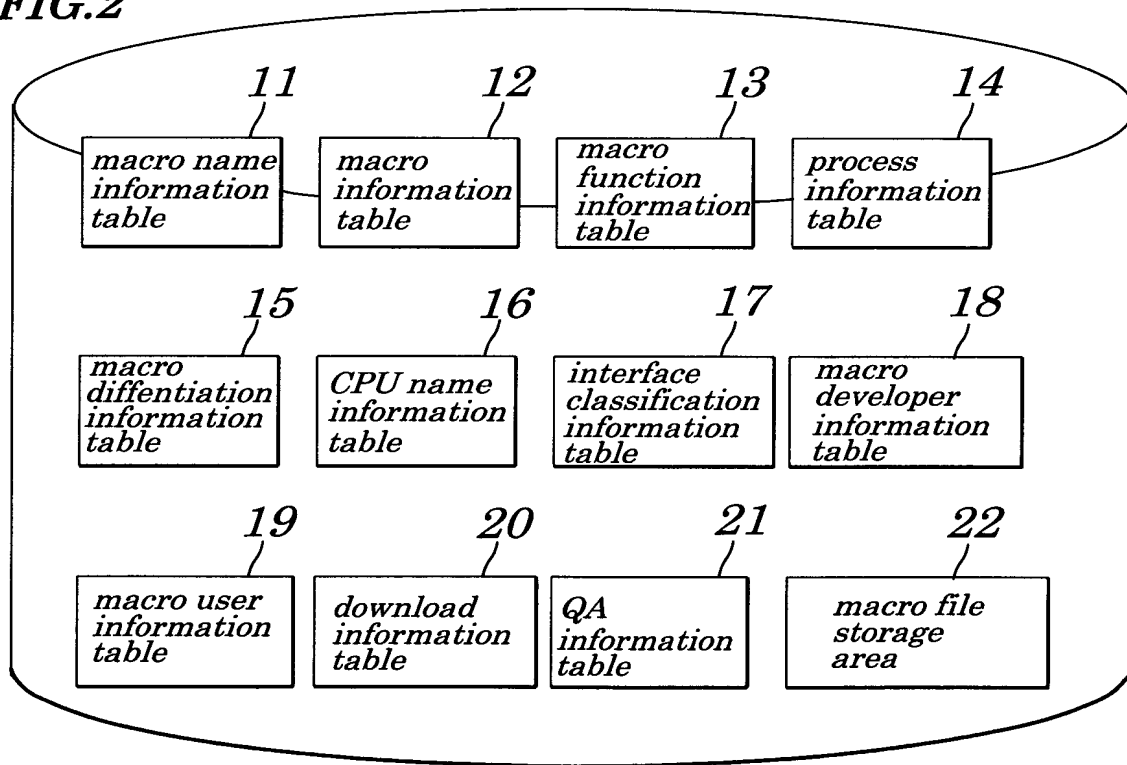 FIG.2
11
12
13
14
macro name
information
table
macro
information
table
macro
function
information
table
process
information
table
15
16
17
18
macro
diffentiation
information
table
CPU name
information
table
interface
classification
information
table
macro
developer
information
table
19
20
21
22
macro user
information
table
download
information
table
QA
information
table
macro file
storage
area